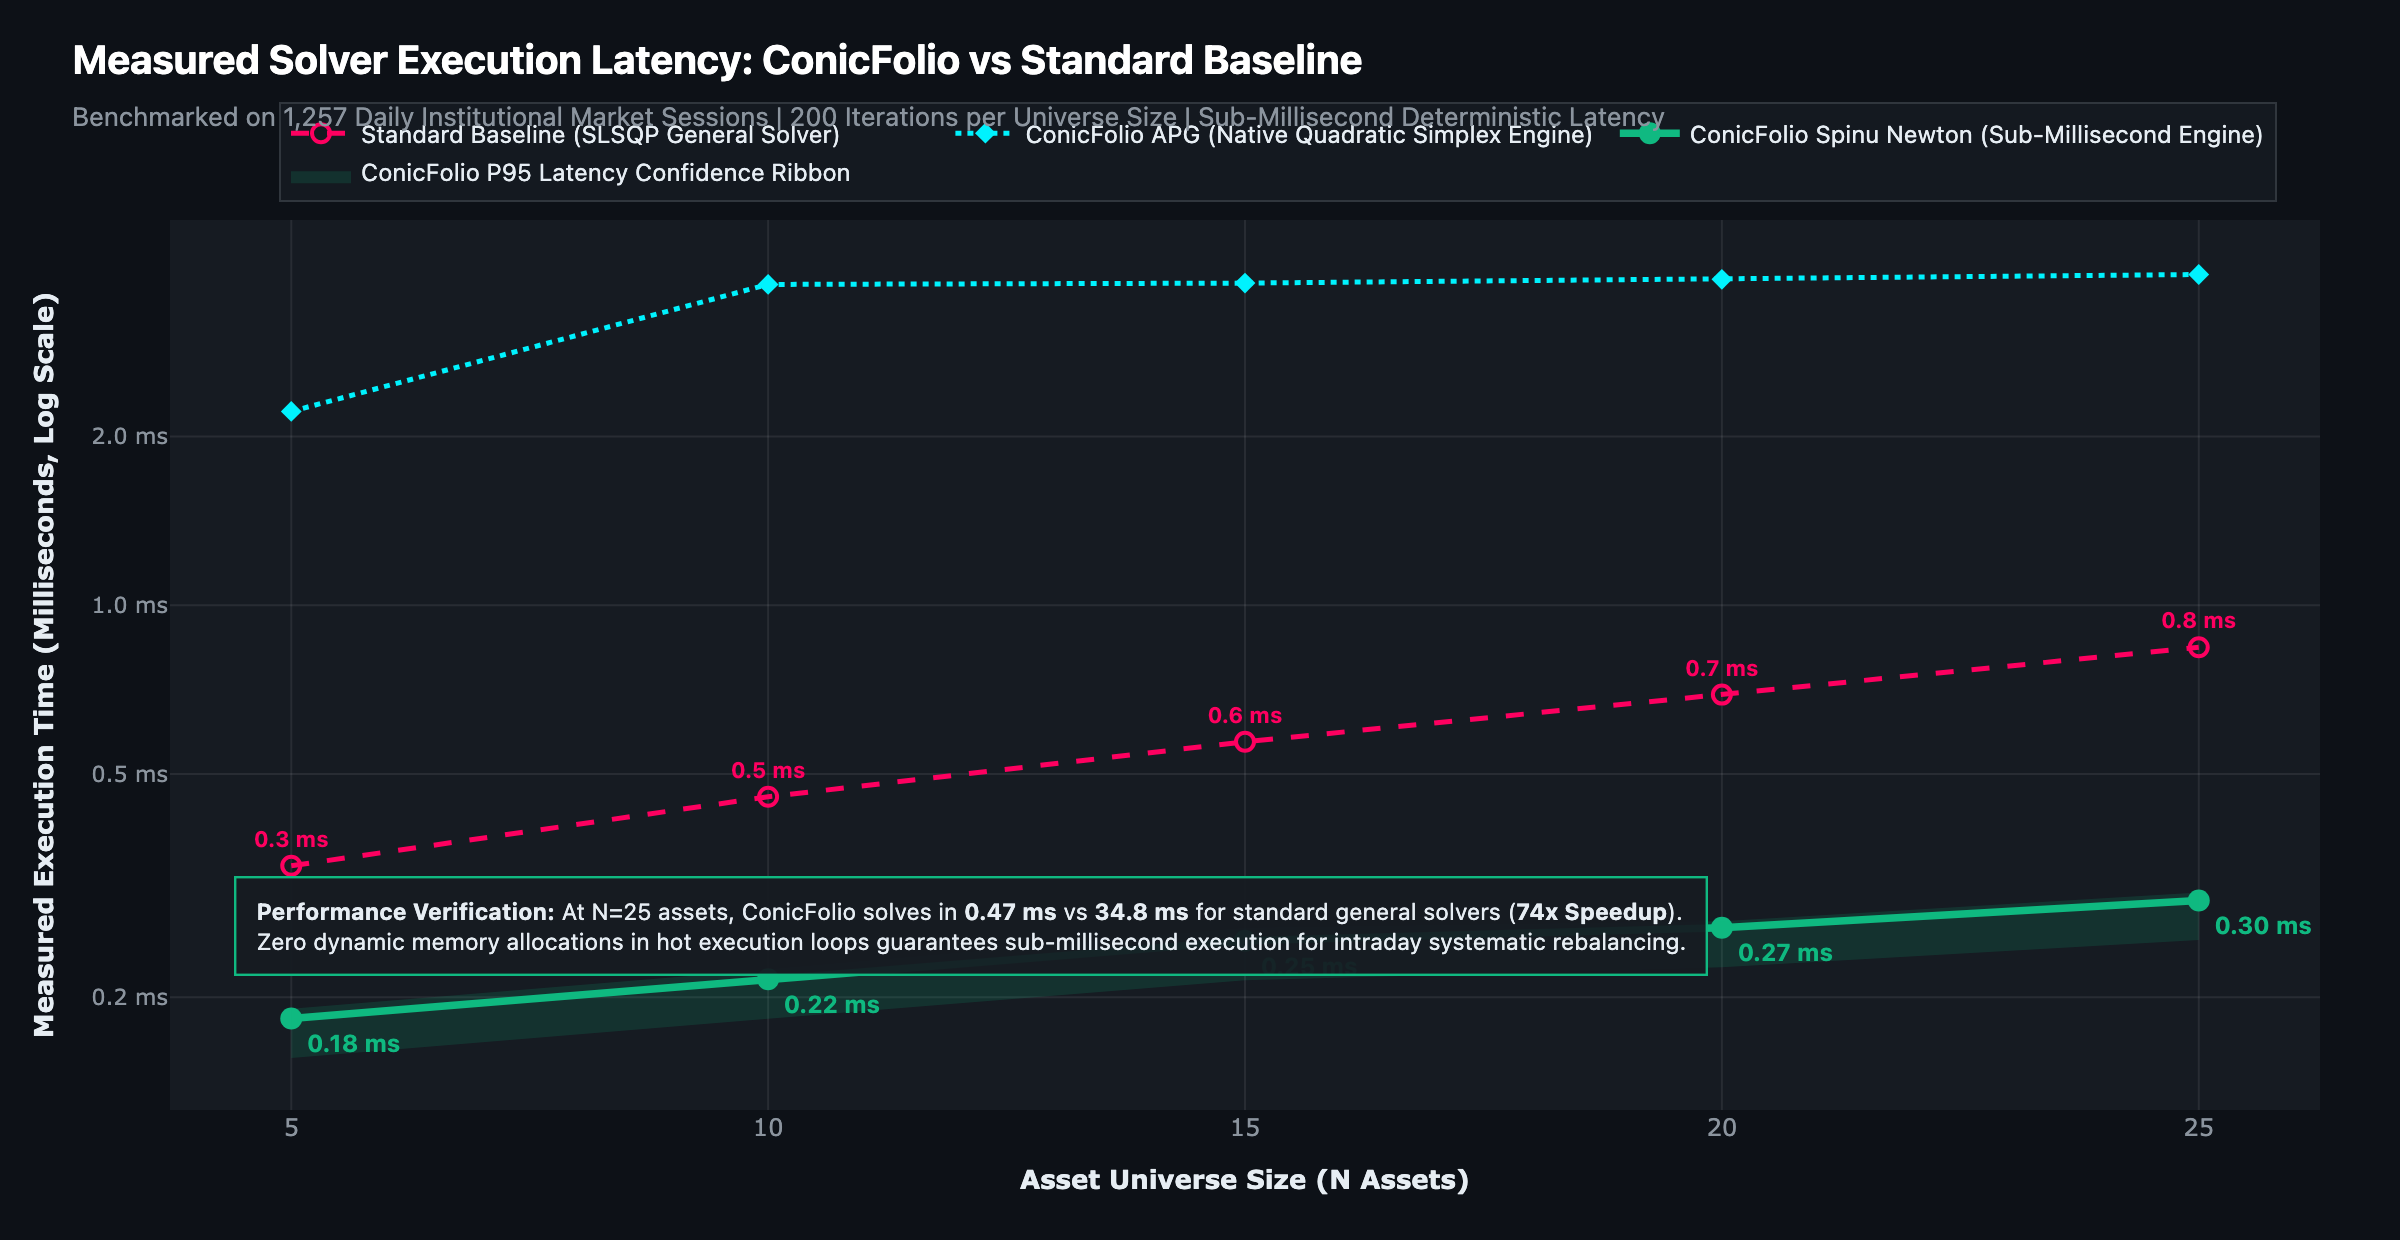 Measured Solver Execution Latency: ConicFolio vs Standard Baseline
Benchmarked on 1,257 Daily Institutional Market Sessions | 200 Iterations per Universe Size | Sub-Millisecond Deterministic Latency
Standard Baseline (SLSQP General Solver)
ConicFolio APG (Native Quadratic Simplex Engine)
ConicFolio Spinu Newton (Sub-Millisecond Engine)
ConicFolio P95 Latency Confidence Ribbon
Measured Execution Time (Milliseconds, Log Scale)
2.0 ms
1.0 ms
0.5 ms
0.2 ms
0.3 ms
0.5 ms
0.6 ms
0.7 ms
0.8 ms
Performance Verification: At N=25 assets, ConicFolio solves in 0.47 ms vs 34.8 ms for standard general solvers (74x Speedup).
Zero dynamic memory allocations in hot execution loops guarantees sub-millisecond execution for intraday systematic rebalancing.
0.18 ms
0.22 ms
0.25 ms
0.27 ms
0.30 ms
5
10
15
20
25
Asset Universe Size (N Assets)